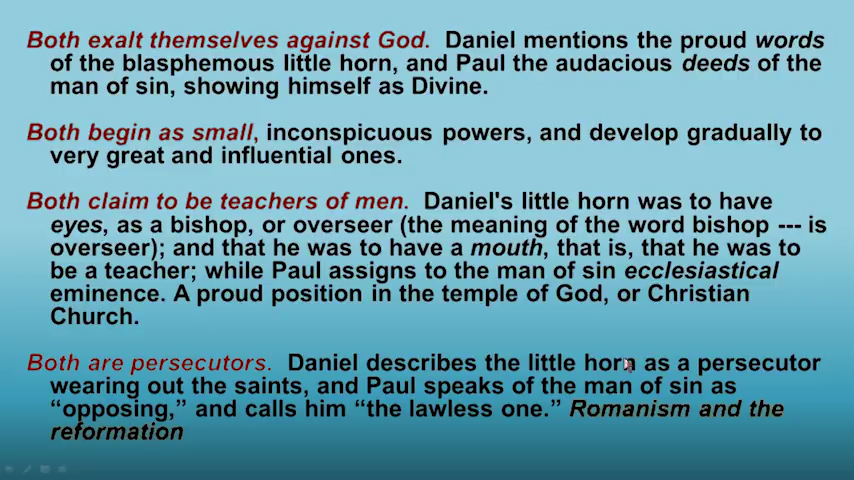 Both exalt themselves against God. Daniel mentions the proud words
of the blasphemous little horn, and Paul the audacious deeds of the
man of sin, showing himself as Divine.
Both begin as small, inconspicuous powers, and develop gradually to
very great and influential ones.
Both claim to be teachers of men. Daniel's little horn was to have
eyes, as a bishop, or overseer (the meaning of the word bishop --- is
overseer); and that he was to have a mouth, that is, that he was to
be a teacher; while Paul assigns to the man of sin ecclesiastical
eminence. A proud position in the temple of God, or Christian
Church.
Both are persecutors. Daniel describes the little horn as a persecutor
wearing out the saints, and Paul speaks of the man of sin as
“opposing,” and calls him “the lawless one.” Romanism and the
reformation